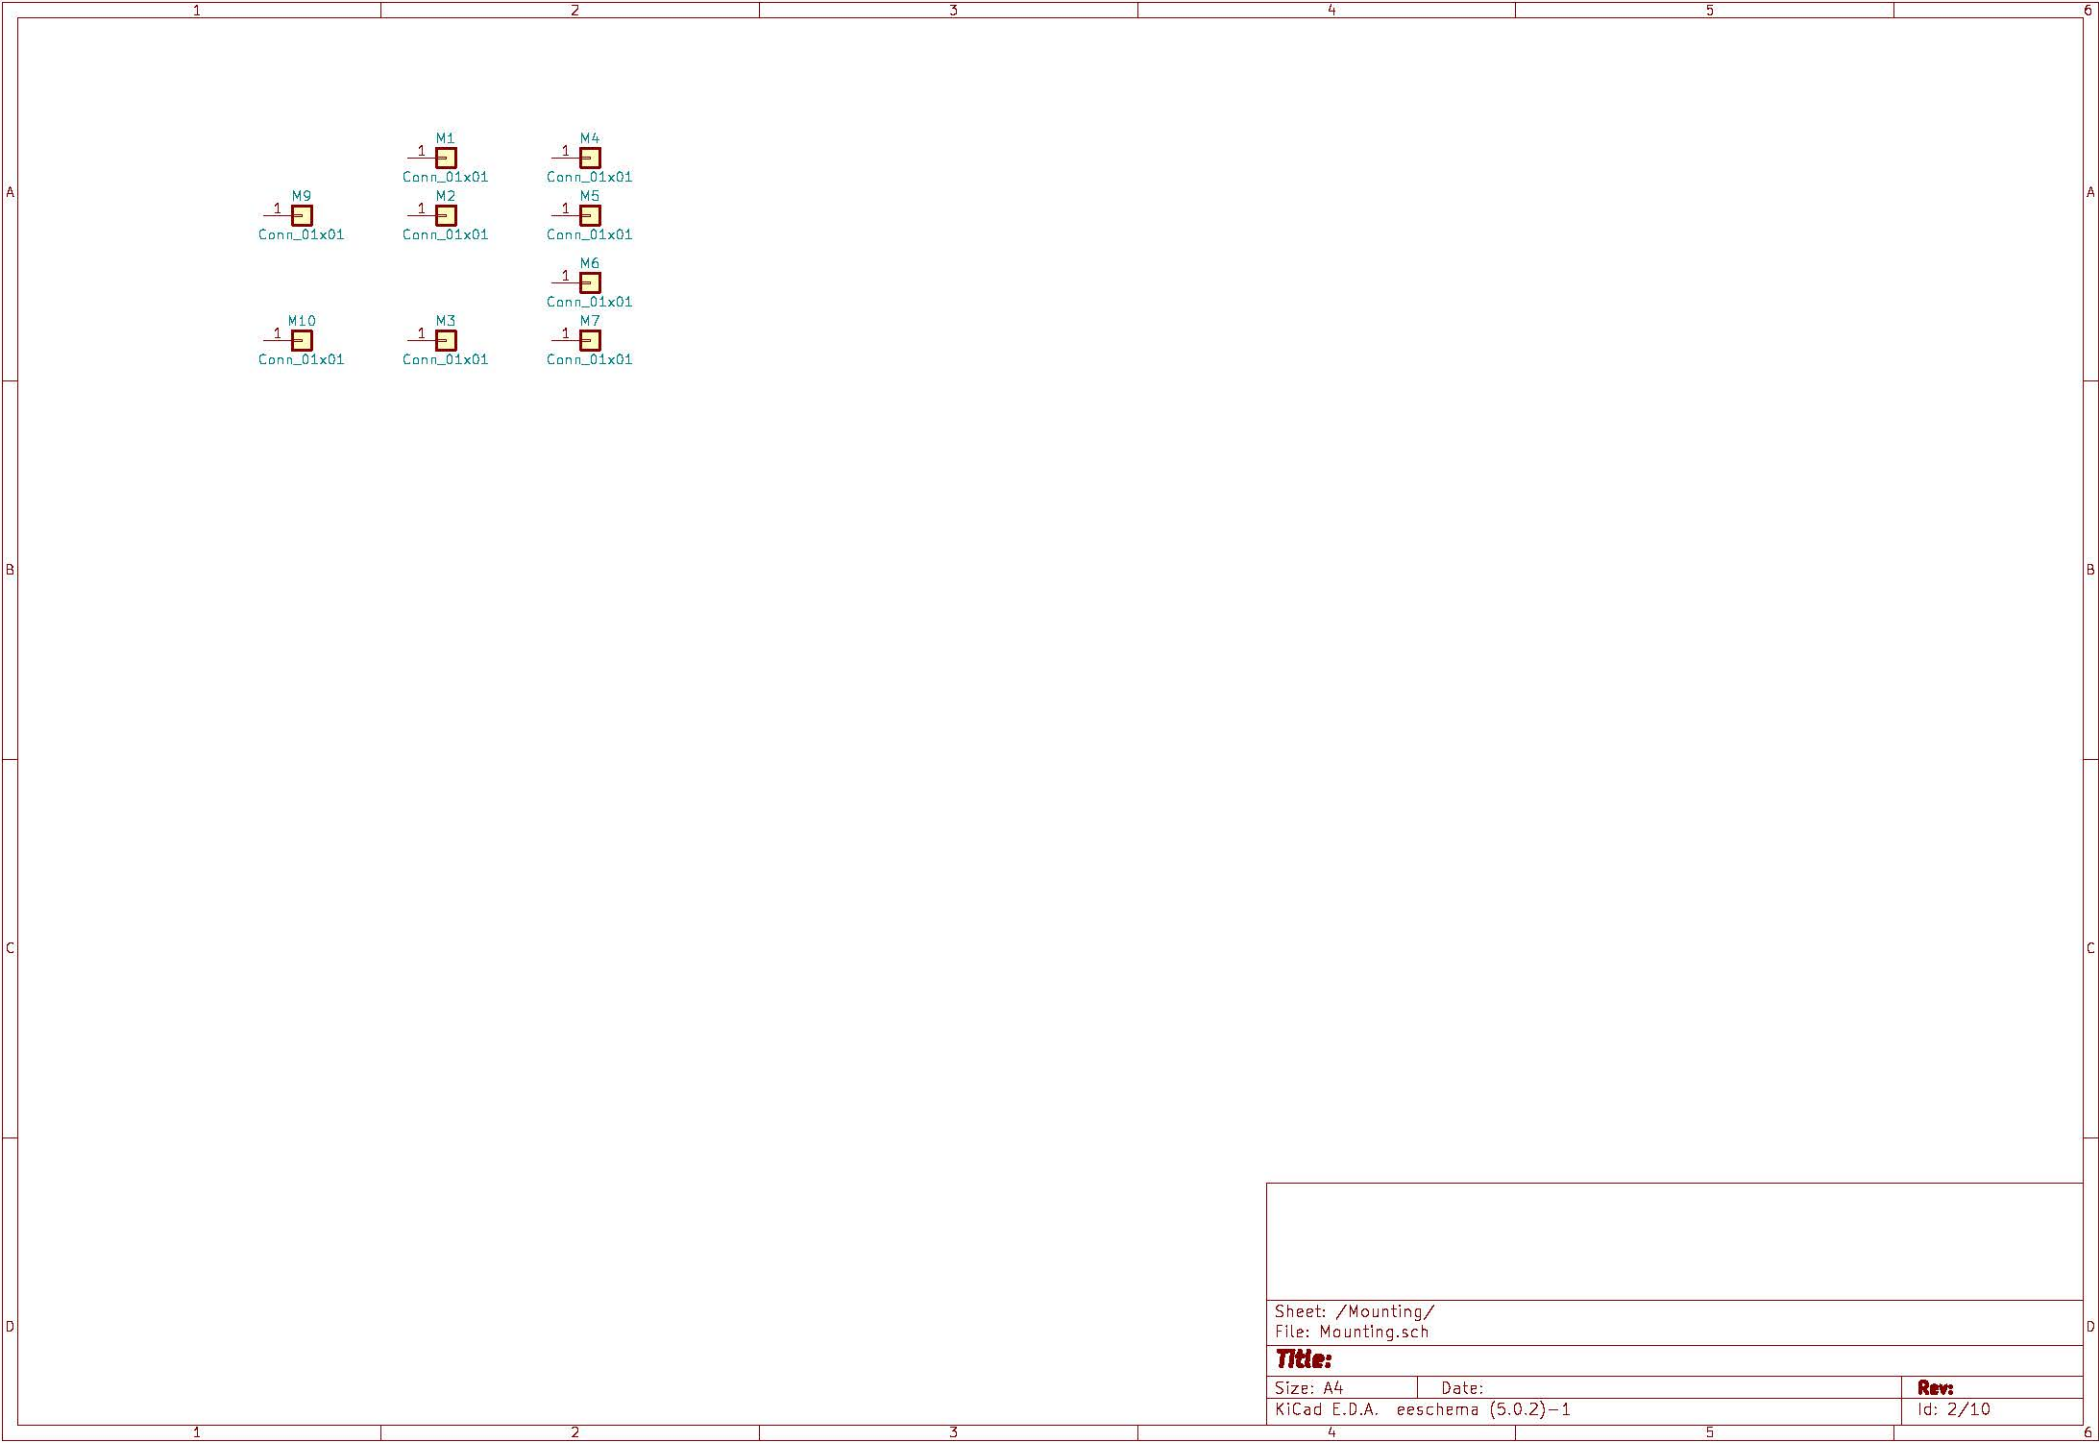 1 2 3 4 5 6
M1 M4
1 1
Conn_01x01 Conn_01x01
A A
M9 M2 M5
1 1 1
Conn_01x01 Conn_01x01 Conn_01x01
M6
1
Conn_01x01
M10 M3 M7
1 1 1
Conn_01x01 Conn_01x01 Conn_01x01
B B
C C
Sheet: /Mounting/
D D
File: Mounting.sch
Title:
Size: A4 Date: Rev:
KiCad E.D.A. eeschema (5.0.2)-1 Id: 2/10
1 2 3 4 5 6